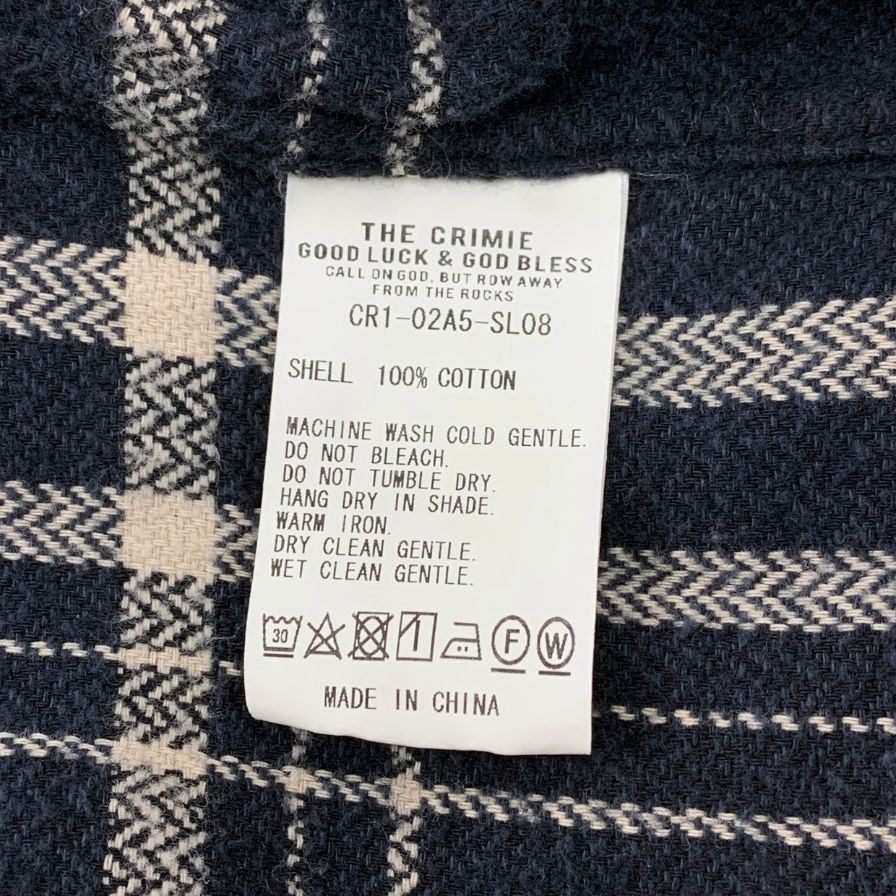 THE CRIMIE
GOOD LUCK & GOD BLESS
CALL ON GOD, BUT ROW AWAY
FROM THE ROCKS
CR1-02A5-SL08
SHELL 100% COTTON
MACHINE WASH COLD GENTLE.
DO NOT BLEACH.
DO NOT TUMBLE DRY.
HANG DRY IN SHADE.
WARM IRON.
DRY CLEAN GENTLE.
WET CLEAN GENTLE.
30 F W
MADE IN CHINA